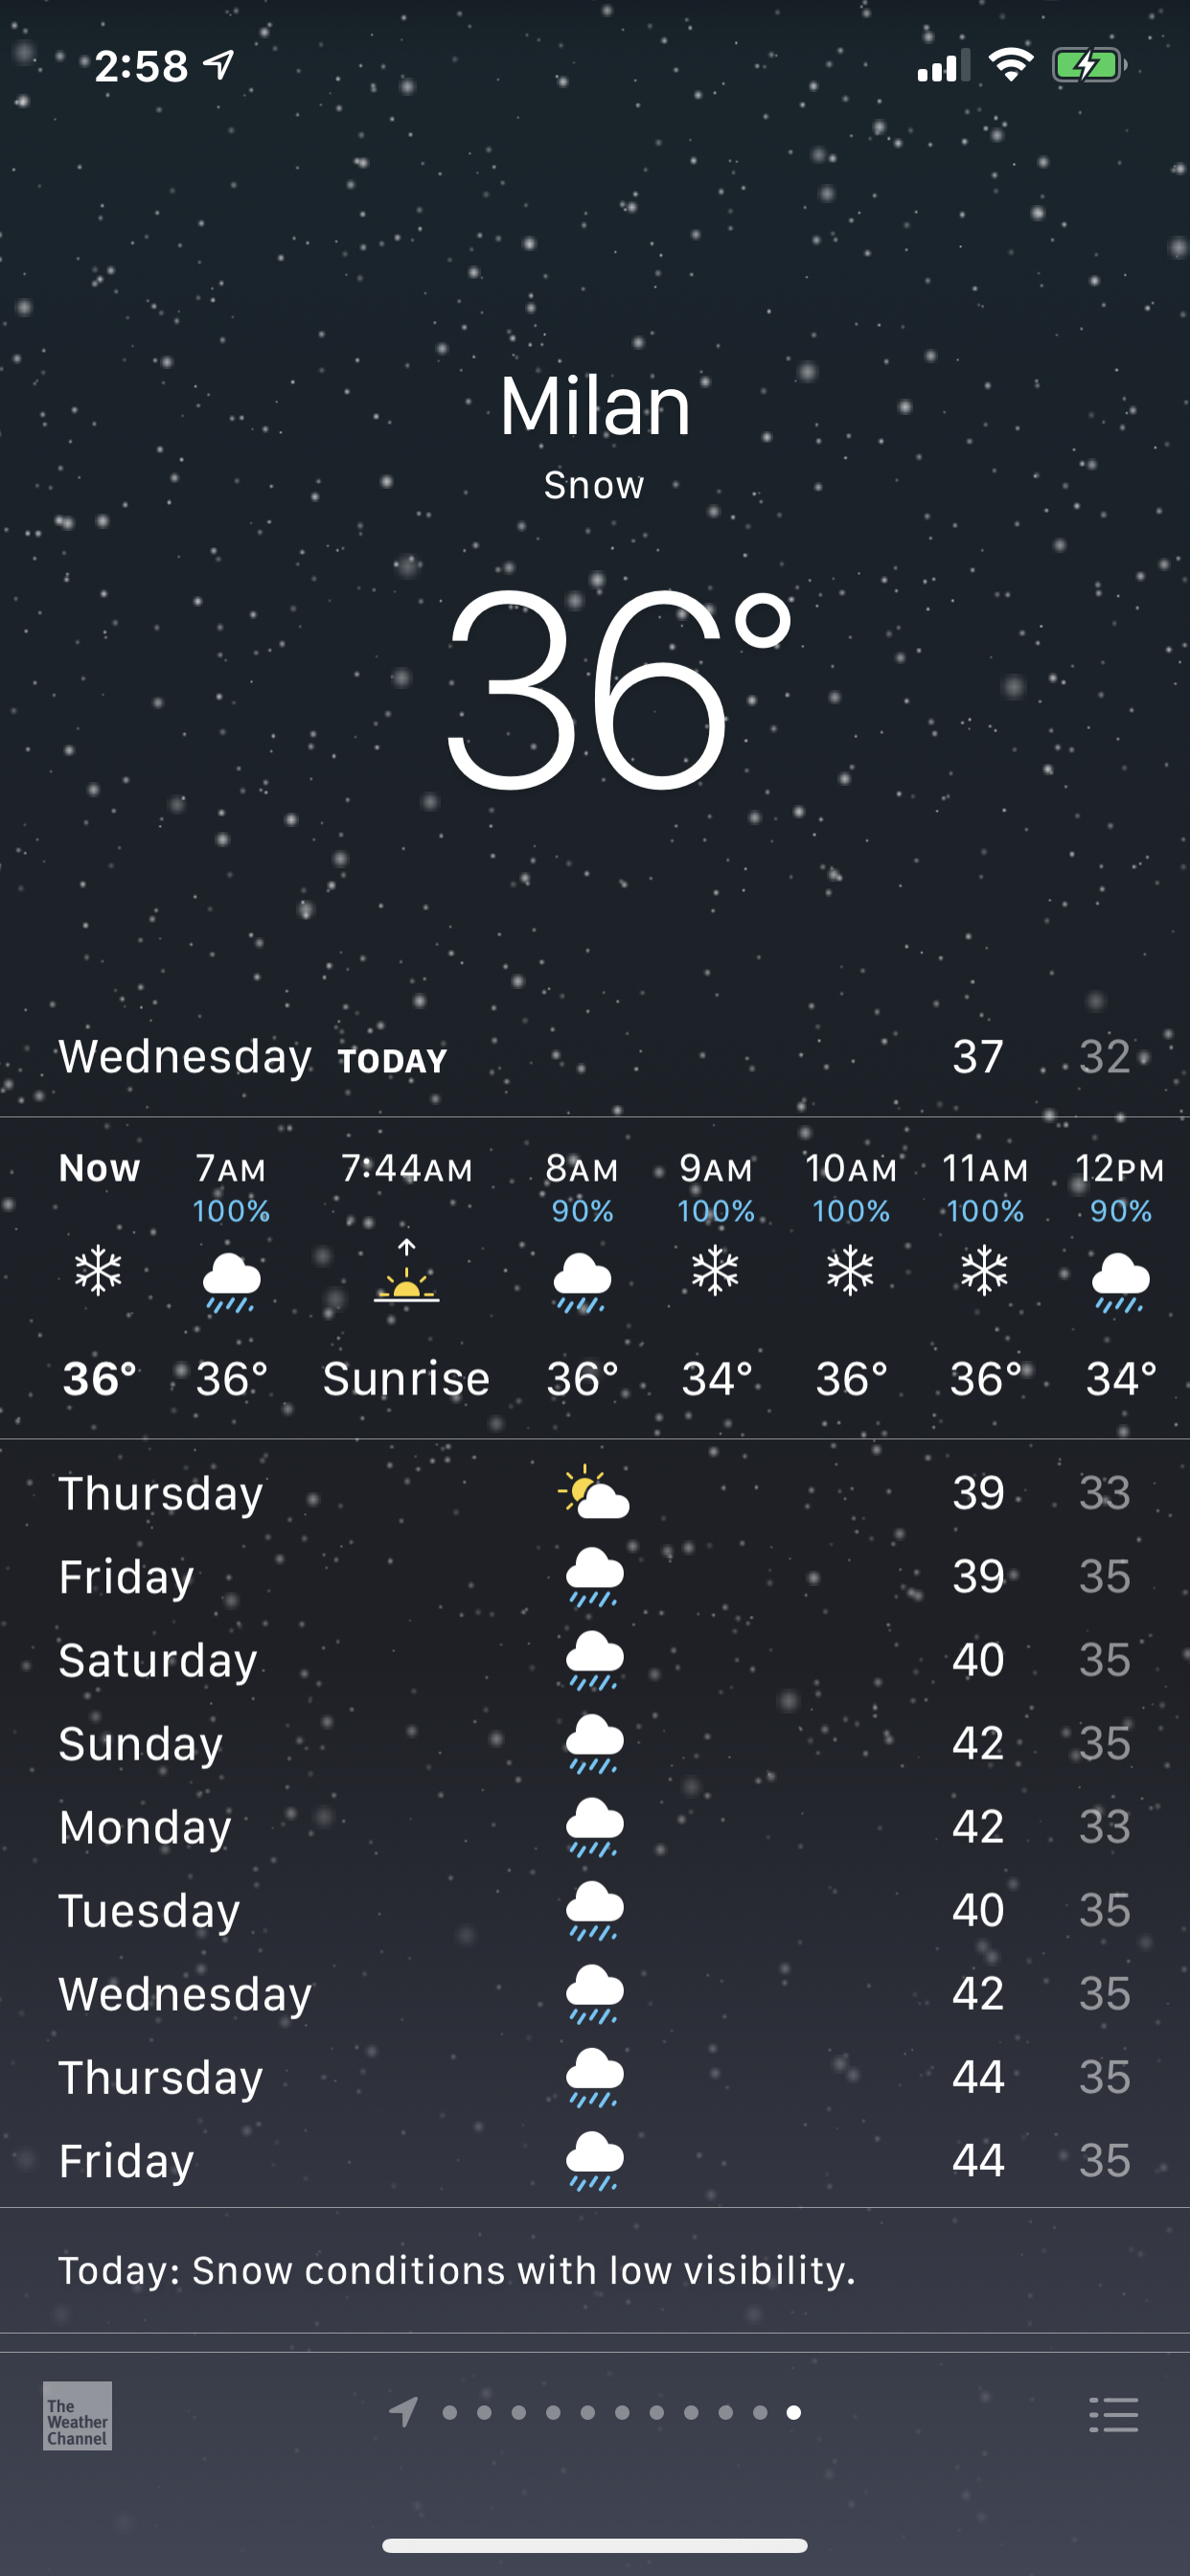 2:58
Milan
Snow
36°
Wednesday TODAY 37 32
Now 7AM 7:44AM 8AM 9AM 10AM 11AM 12PM
100% 90% 100% 100% 100% 90%
36° 36° Sunrise 36° 34° 36° 36° 34°
Thursday 39 33
Friday 39 35
Saturday 40 35
Sunday 42 35
Monday 42 33
Tuesday 40 35
Wednesday 42 35
Thursday 44 35
Friday 44 35
Today: Snow conditions with low visibility.
The
Weather
Channel